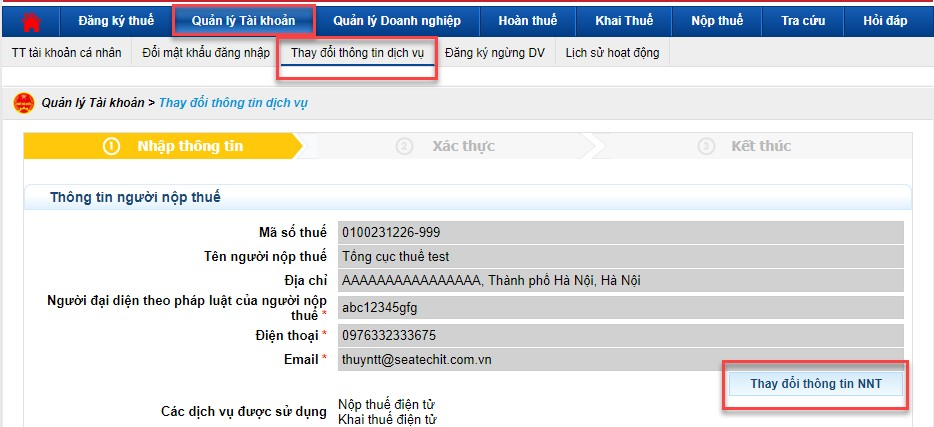 Đăng ký thuế Quản lý Tài khoản Quản lý Doanh nghiệp Hoàn thuế Khai Thuế Nộp thuế Tra cứu Hỏi đáp
TT tài khoản cá nhân Đổi mật khẩu đăng nhập Thay đổi thông tin dịch vụ Đăng ký ngừng DV Lịch sử hoạt động
Quản lý Tài khoản > Thay đổi thông tin dịch vụ
1 Nhập thông tin 2 Xác thực 3 Kết thúc
Thông tin người nộp thuế
Mã số thuế 0100231226-999
Tên người nộp thuế Tổng cục thuế test
Địa chỉ AAAAAAAAAAAAAAAA, Thành phố Hà Nội, Hà Nội
Người đại diện theo pháp luật của người nộp
thuế * abc12345gfg
Điện thoại * 0976332333675
Email * thuyntt@seatechit.com.vn
Thay đổi thông tin NNT
Các dịch vụ được sử dụng Nộp thuế điện tử
Khai thuế điện tử